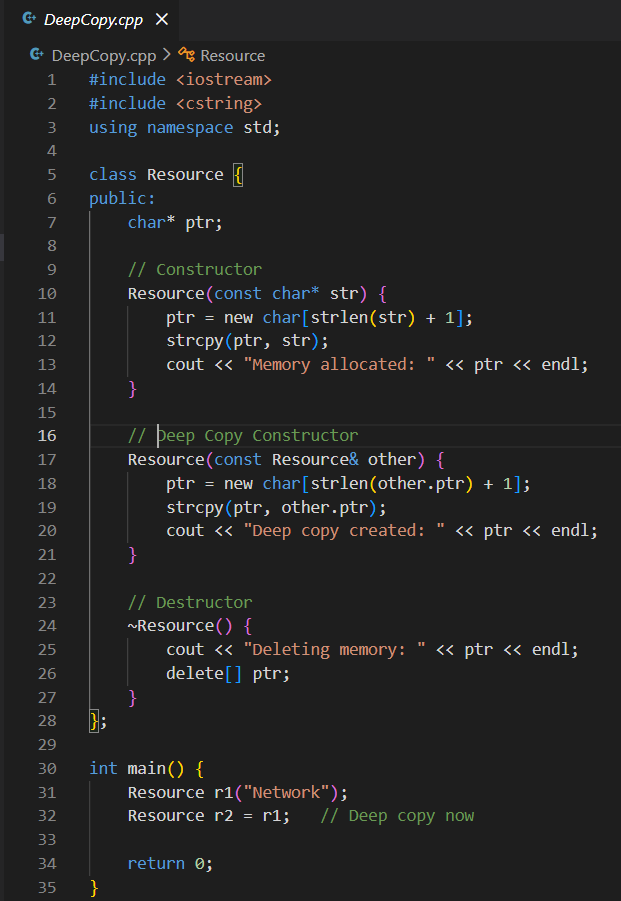 DeepCopy.cpp
DeepCopy.cpp > Resource
1 #include <iostream>
2 #include <cstring>
3 using namespace std;
4
5 class Resource {
6 public:
7     char* ptr;
8
9     // Constructor
10     Resource(const char* str) {
11         ptr = new char[strlen(str) + 1];
12         strcpy(ptr, str);
13         cout << "Memory allocated: " << ptr << endl;
14     }
15
16     // Deep Copy Constructor
17     Resource(const Resource& other) {
18         ptr = new char[strlen(other.ptr) + 1];
19         strcpy(ptr, other.ptr);
20         cout << "Deep copy created: " << ptr << endl;
21     }
22
23     // Destructor
24     ~Resource() {
25         cout << "Deleting memory: " << ptr << endl;
26         delete[] ptr;
27     }
28 };
29
30 int main() {
31     Resource r1("Network");
32     Resource r2 = r1;   // Deep copy now
33
34     return 0;
35 }